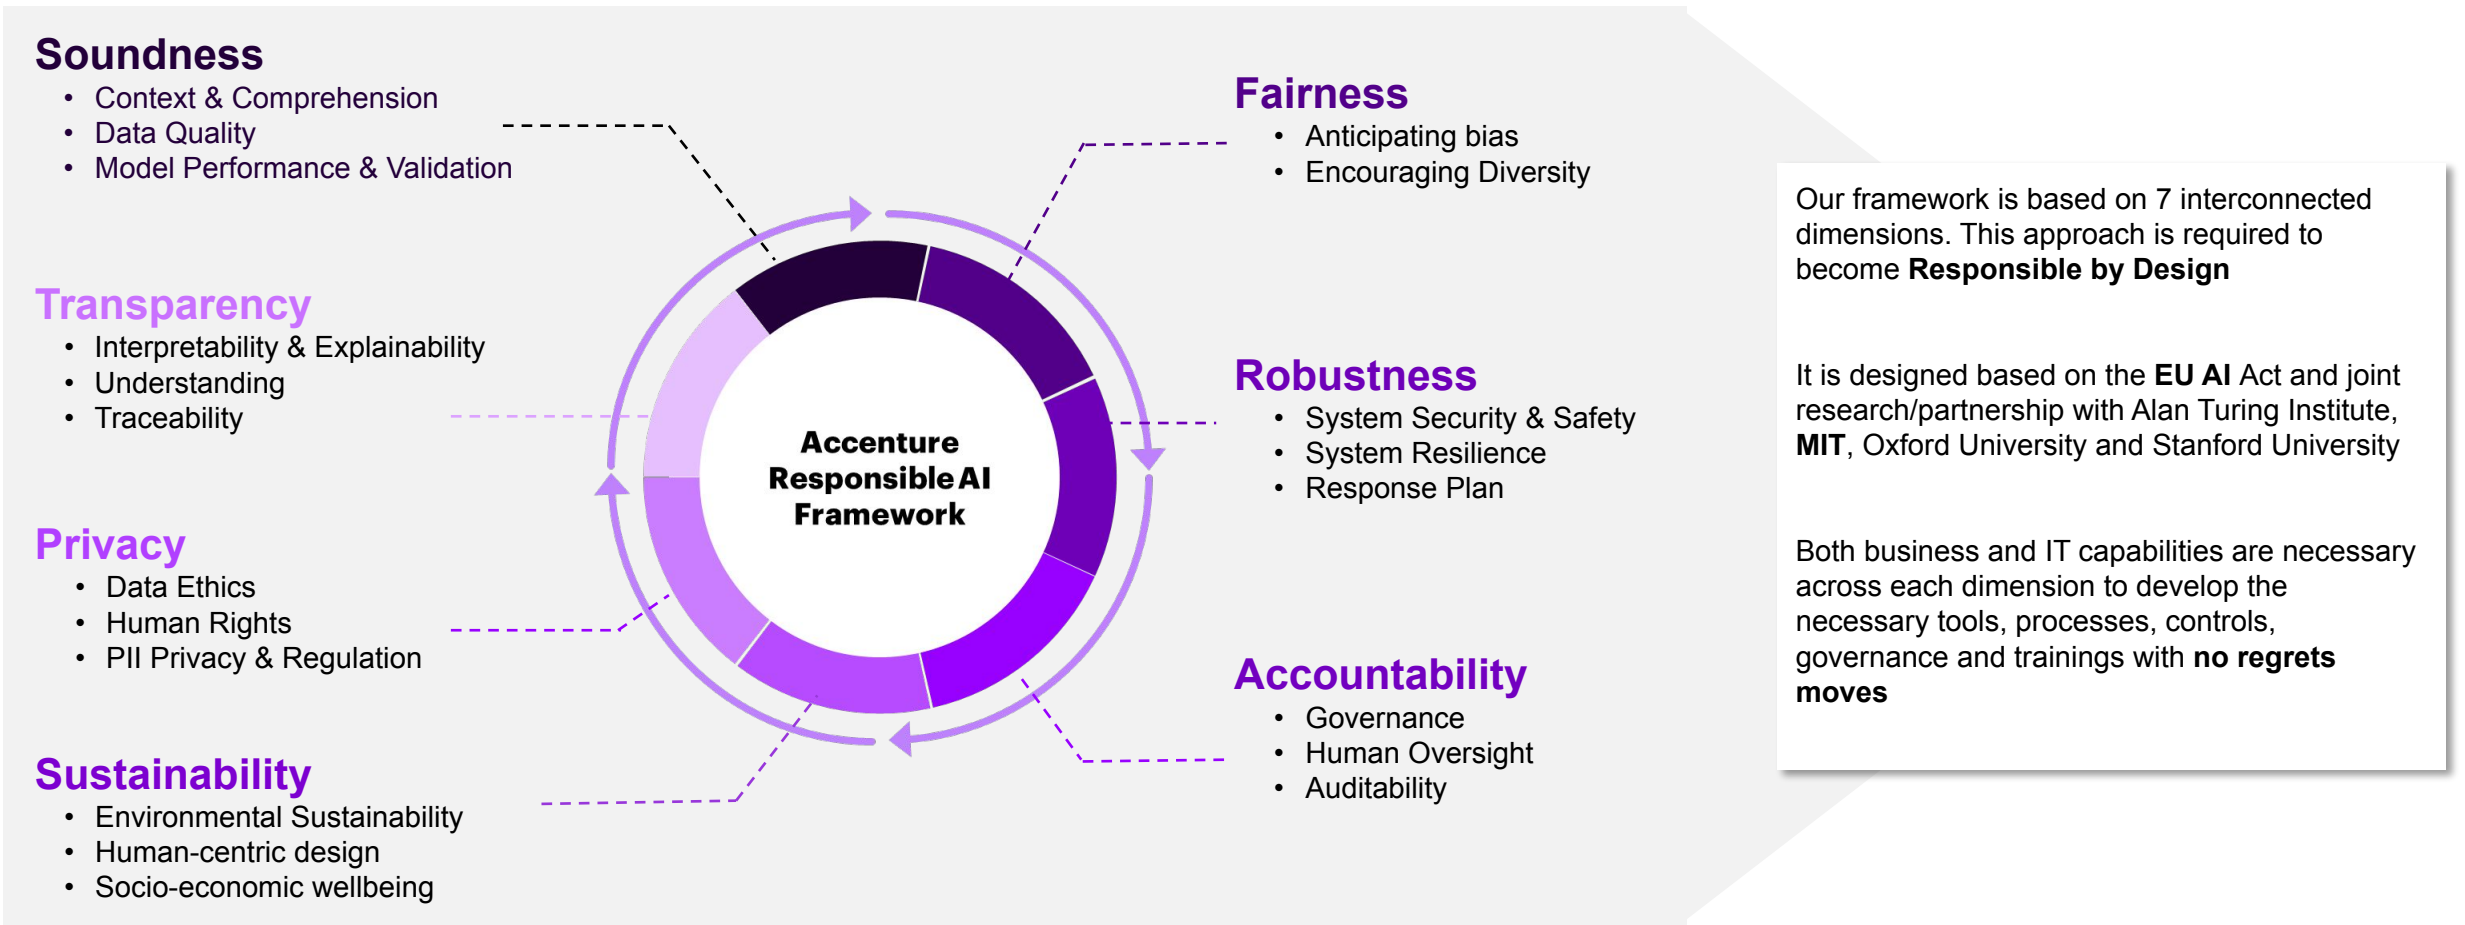 Soundness
• Context & Comprehension
• Data Quality
• Model Performance & Validation
Transparency
• Interpretability & Explainability
• Understanding
• Traceability
Privacy
• Data Ethics
• Human Rights
• PII Privacy & Regulation
Sustainability
• Environmental Sustainability
• Human-centric design
• Socio-economic wellbeing
Accenture
Responsible AI
Framework
Fairness
• Anticipating bias
• Encouraging Diversity
Robustness
• System Security & Safety
• System Resilience
• Response Plan
Accountability
• Governance
• Human Oversight
• Auditability
Our framework is based on 7 interconnected
dimensions. This approach is required to
become Responsible by Design
It is designed based on the EU AI Act and joint
research/partnership with Alan Turing Institute,
MIT, Oxford University and Stanford University
Both business and IT capabilities are necessary
across each dimension to develop the
necessary tools, processes, controls,
governance and trainings with no regrets
moves